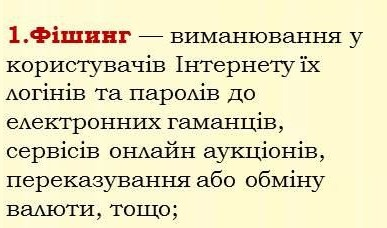 1.Фішинг — виманювання у
користувачів Інтернету їх
логінів та паролів до
електронних гаманців,
сервісів онлайн аукціонів,
переказування або обміну
валюти, тощо;